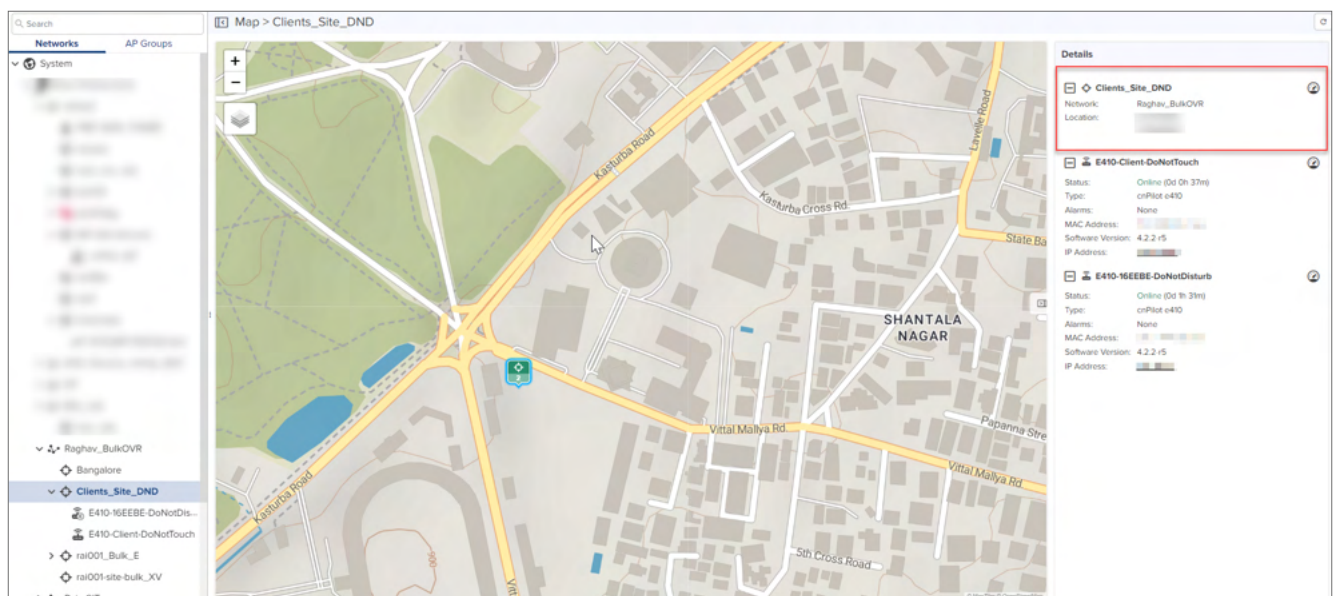 Search
Networks AP Groups
System
Raghav_BulkOVR
Bangalore
Clients_Site_DND
E410-16EEBE-DoNotDis...
E410-Client-DoNotTouch
rai001_Bulk_E
rai001-site-bulk_XV
Map > Clients_Site_DND
+
−
Kasturba Road
Lavelle Road
Kasturba Cross Rd.
State Ba
SHANTALA
NAGAR
Papanna Stre
Vittal Mallya Rd.
Vittal Mallya Rd.
Kasturba Road
5th Cross Road
900
Vitt
Details
Clients_Site_DND
Network: Raghav_BulkOVR
Location:
E410-Client-DoNotTouch
Status: Online (0d 0h 37m)
Type: cnPilot e410
Alarms: None
MAC Address:
Software Version: 4.2.2-r5
IP Address:
E410-16EEBE-DoNotDisturb
Status: Online (0d 1h 31m)
Type: cnPilot e410
Alarms: None
MAC Address:
Software Version: 4.2.2-r5
IP Address: